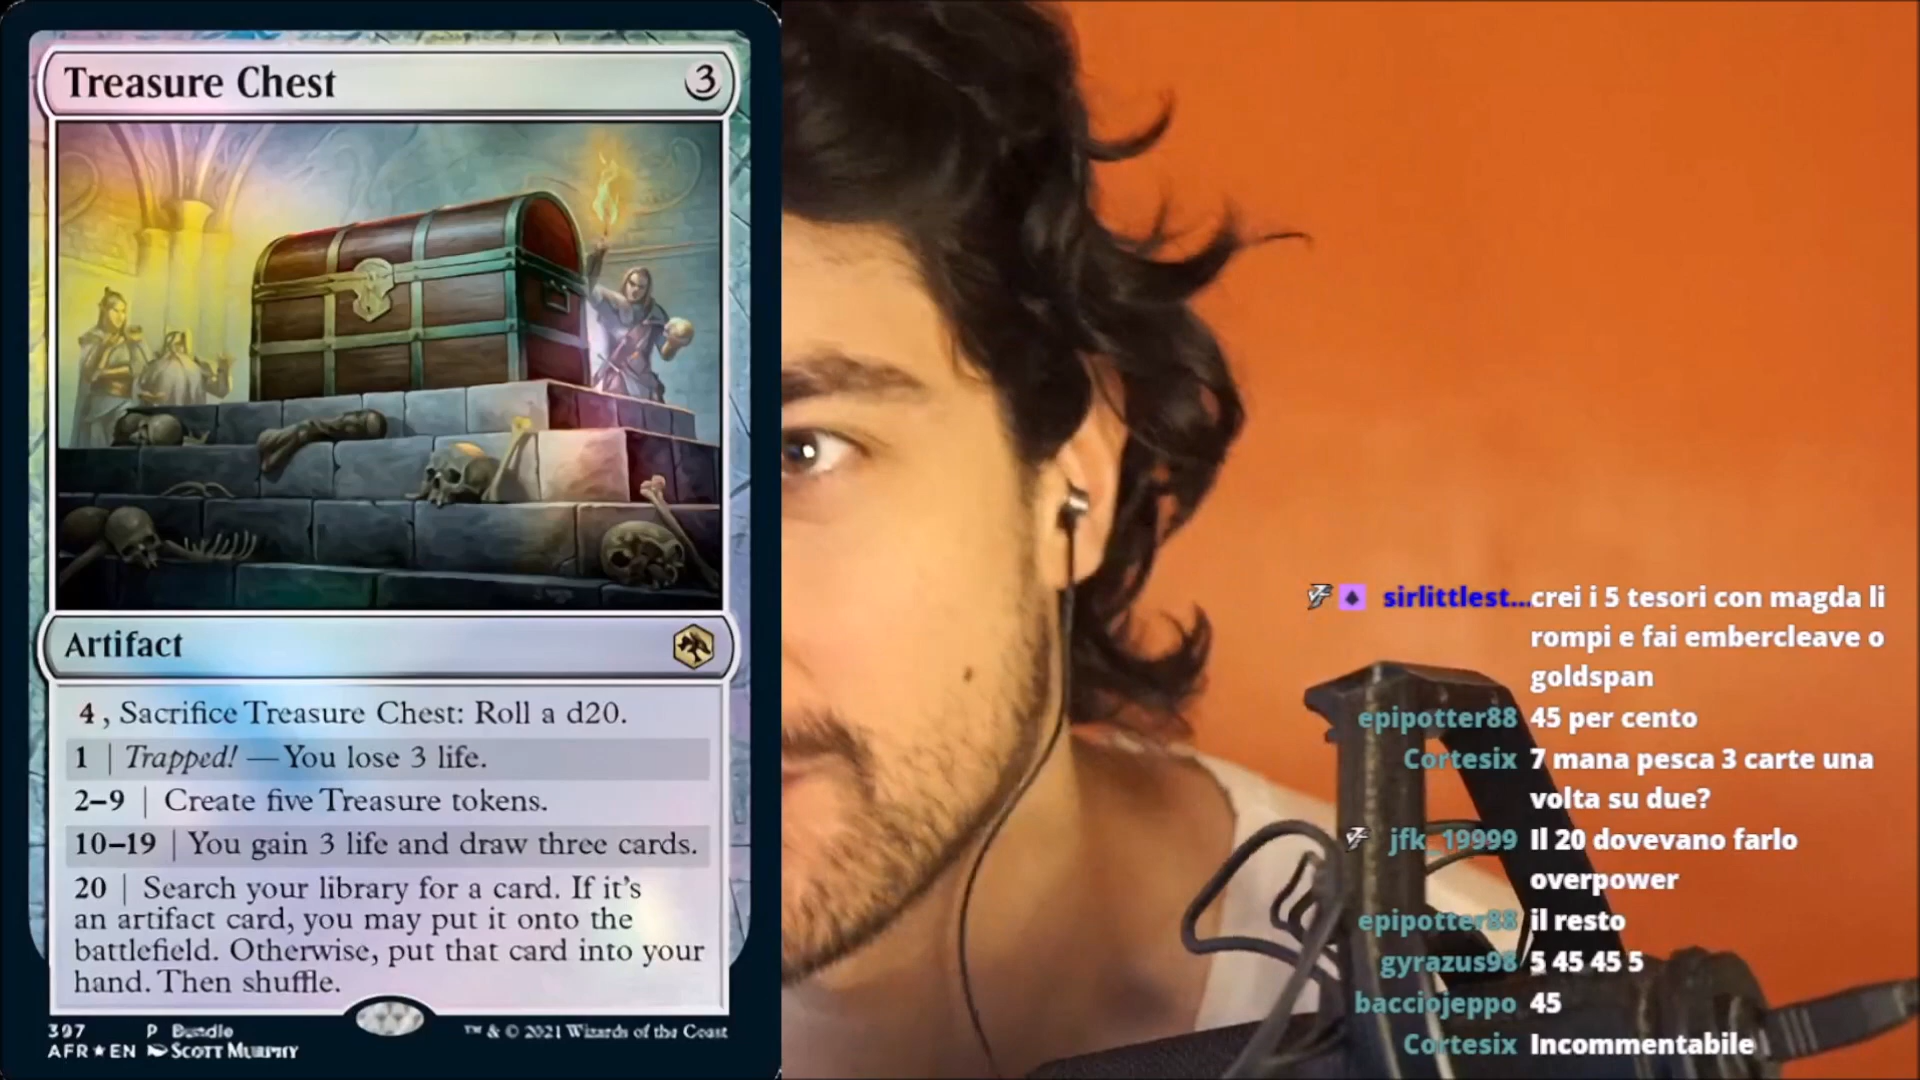 Treasure Chest 3
Artifact
4, Sacrifice Treasure Chest: Roll a d20.
1 | Trapped! — You lose 3 life.
2–9 | Create five Treasure tokens.
10–19 | You gain 3 life and draw three cards.
20 | Search your library for a card. If it's
an artifact card, you may put it onto the
battlefield. Otherwise, put that card into your
hand. Then shuffle.
397 P Bundle
AFR★EN Scott Murphy
™ & © 2021 Wizards of the Coast
sirlittlest... crei i 5 tesori con magda li
rompi e fai embercleave o
goldspan
epipotter88 45 per cento
Cortesix 7 mana pesca 3 carte una
volta su due?
jfk_19999 Il 20 dovevano farlo
overpower
epipotter88 il resto
gyrazus98 5 45 45 5
bacciojeppo 45
Cortesix Incommentabile